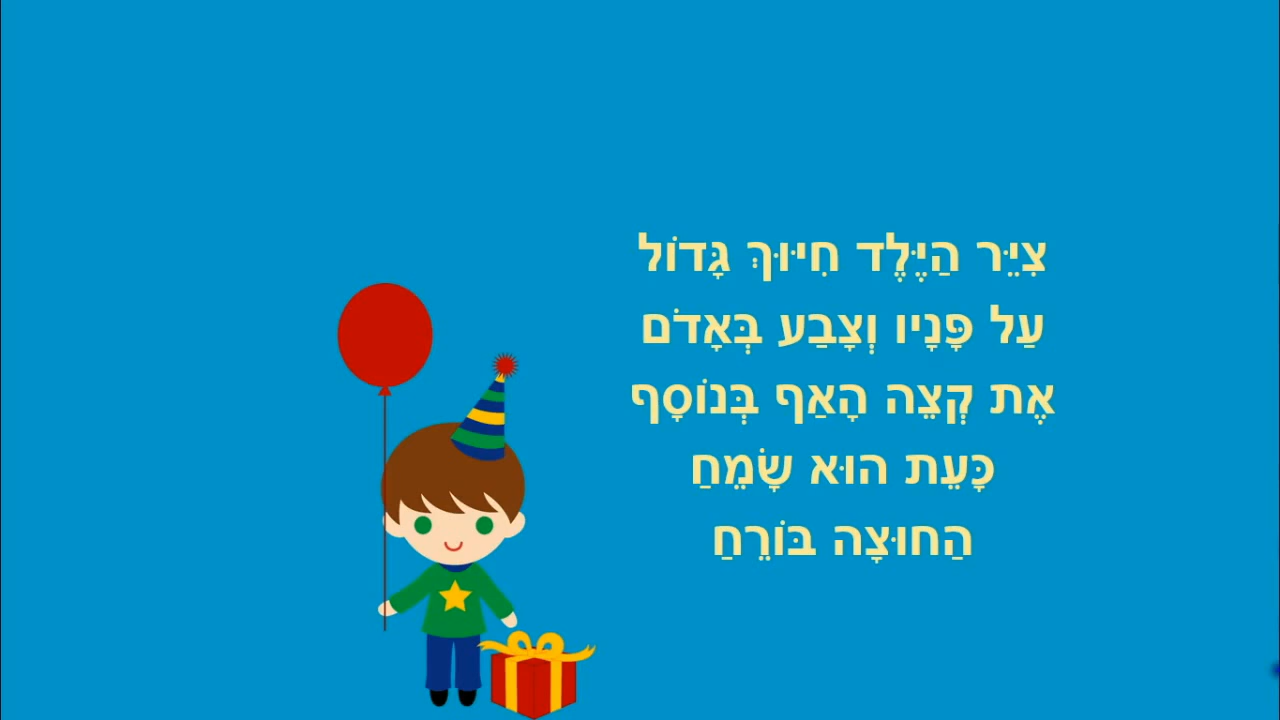 צִיֵּר הַיֶּלֶד חִיּוּךְ גָּדוֹל
עַל פָּנָיו וְצָבַע בְּאָדֹם
אֶת קְצֵה הָאַף בְּנוֹסָף
כָּעֵת הוּא שָׂמֵחַ
הַחוּצָה בּוֹרֵחַ